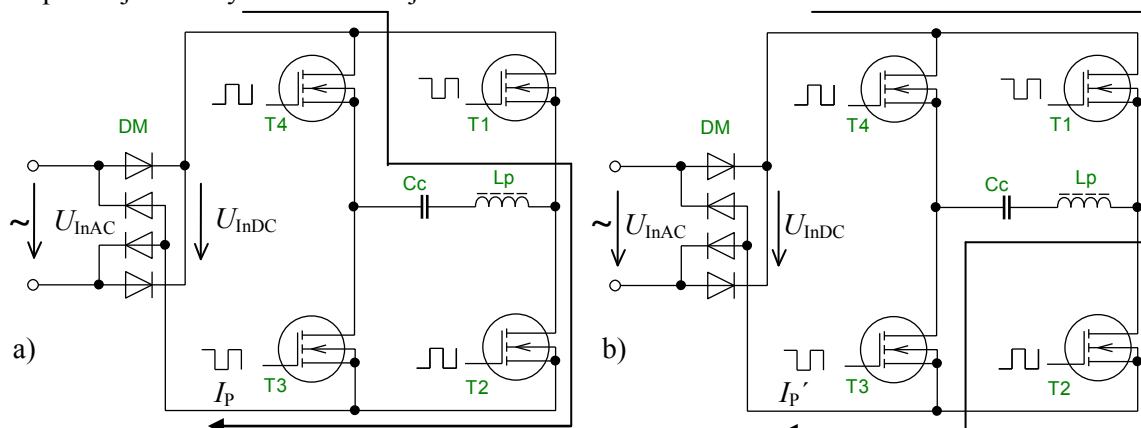 T4
T1
DM
Cc
Lp
~
U_InAC
U_InDC
a)
T3
T2
I_P
T4
T1
DM
Cc
Lp
~
U_InAC
U_InDC
b)
T3
T2
I_P´